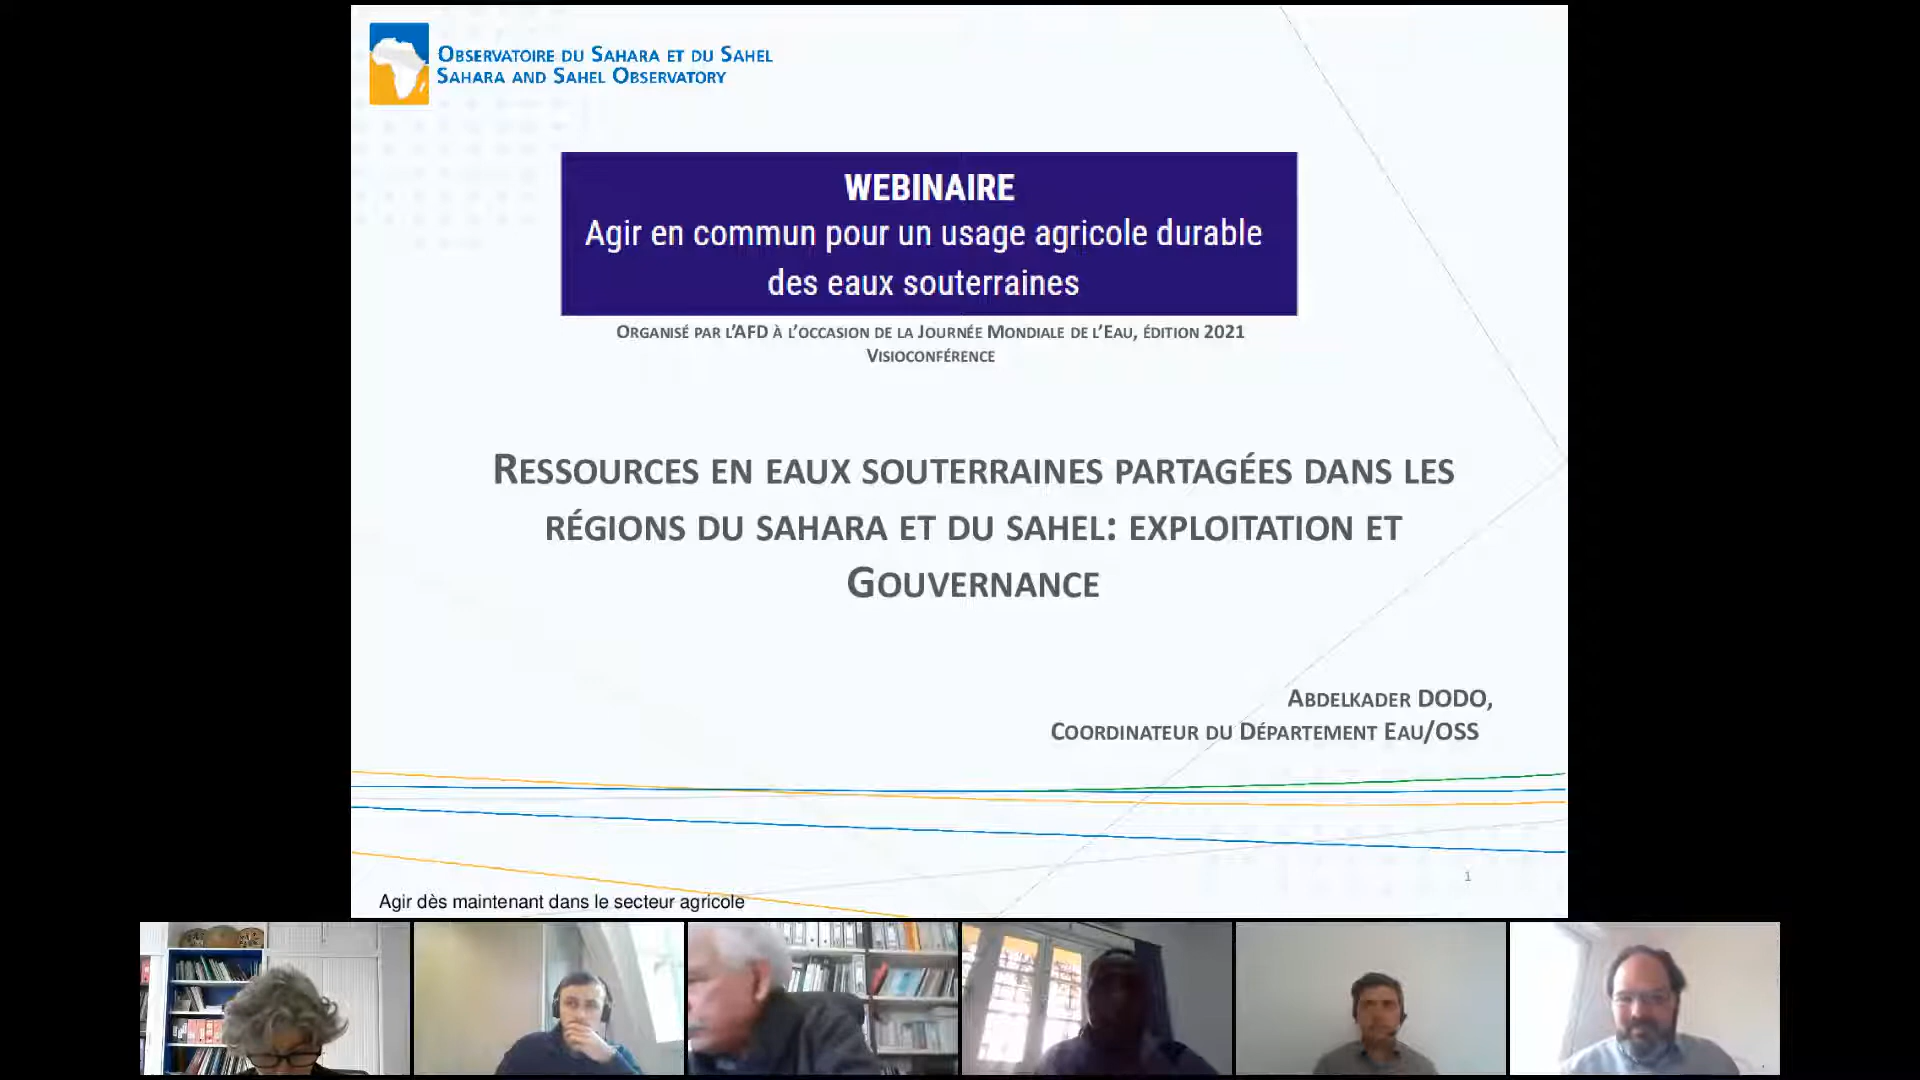 OBSERVATOIRE DU SAHARA ET DU SAHEL
SAHARA AND SAHEL OBSERVATORY
WEBINAIRE
Agir en commun pour un usage agricole durable
des eaux souterraines
ORGANISÉ PAR L'AFD À L'OCCASION DE LA JOURNÉE MONDIALE DE L'EAU, ÉDITION 2021
VISIOCONFÉRENCE
RESSOURCES EN EAUX SOUTERRAINES PARTAGÉES DANS LES
RÉGIONS DU SAHARA ET DU SAHEL: EXPLOITATION ET
GOUVERNANCE
ABDELKADER DODO,
COORDINATEUR DU DÉPARTEMENT EAU/OSS
1
Agir dès maintenant dans le secteur agricole